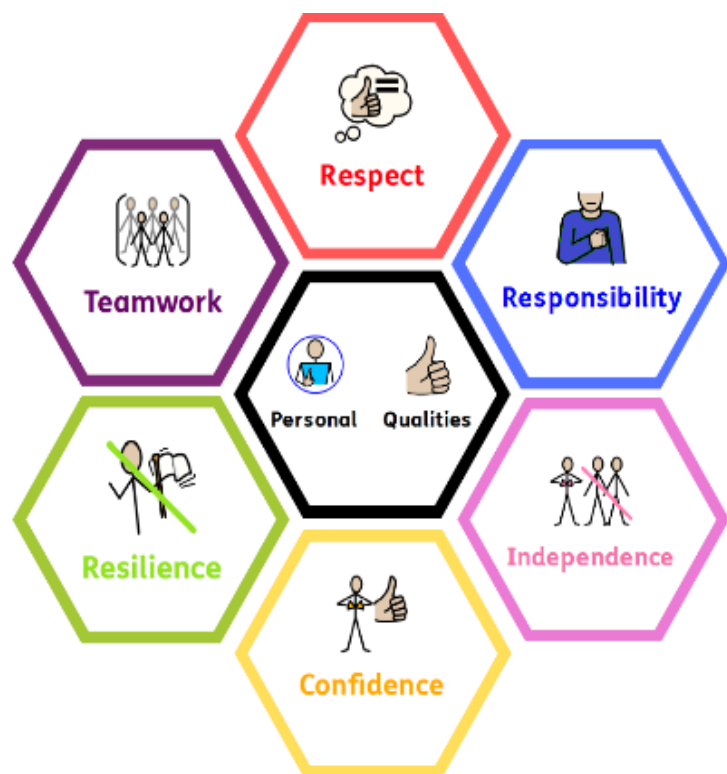 Respect
Teamwork
Responsibility
Personal Qualities
Resilience
Independence
Confidence